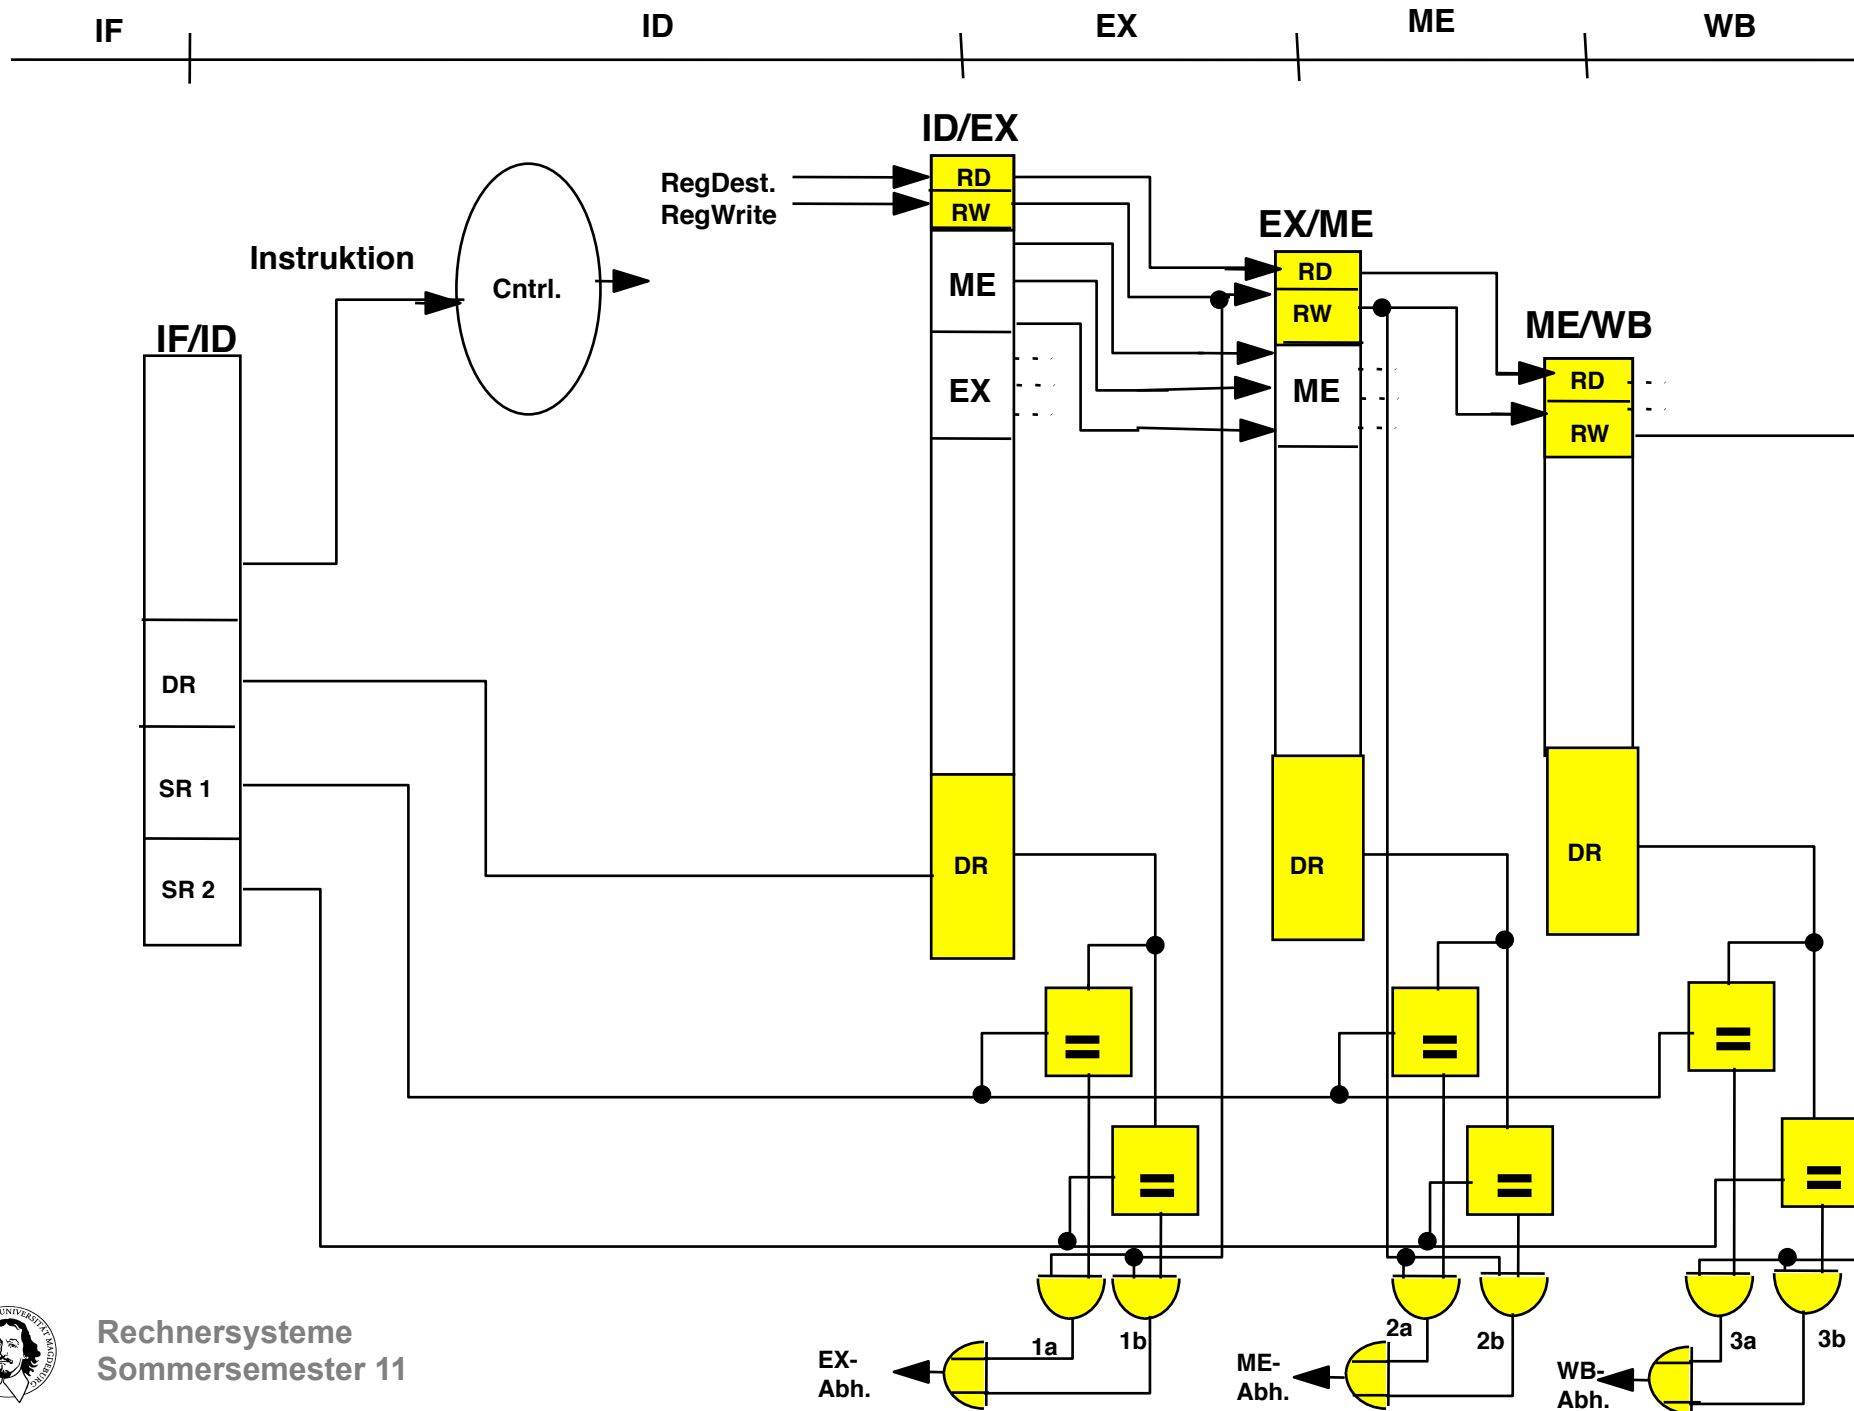 IF ID EX ME WB
ID/EX
RegDest.
RegWrite
RD
RW
ME
EX
EX/ME
RD
RW
ME
ME/WB
RD
RW
Instruktion
Cntrl.
IF/ID
DR
SR 1
SR 2
DR
DR
DR
=
=
=
=
=
=
1a
1b
2a
2b
3a
3b
EX-
Abh.
ME-
Abh.
WB-
Abh.
Rechnersysteme
Sommersemester 11